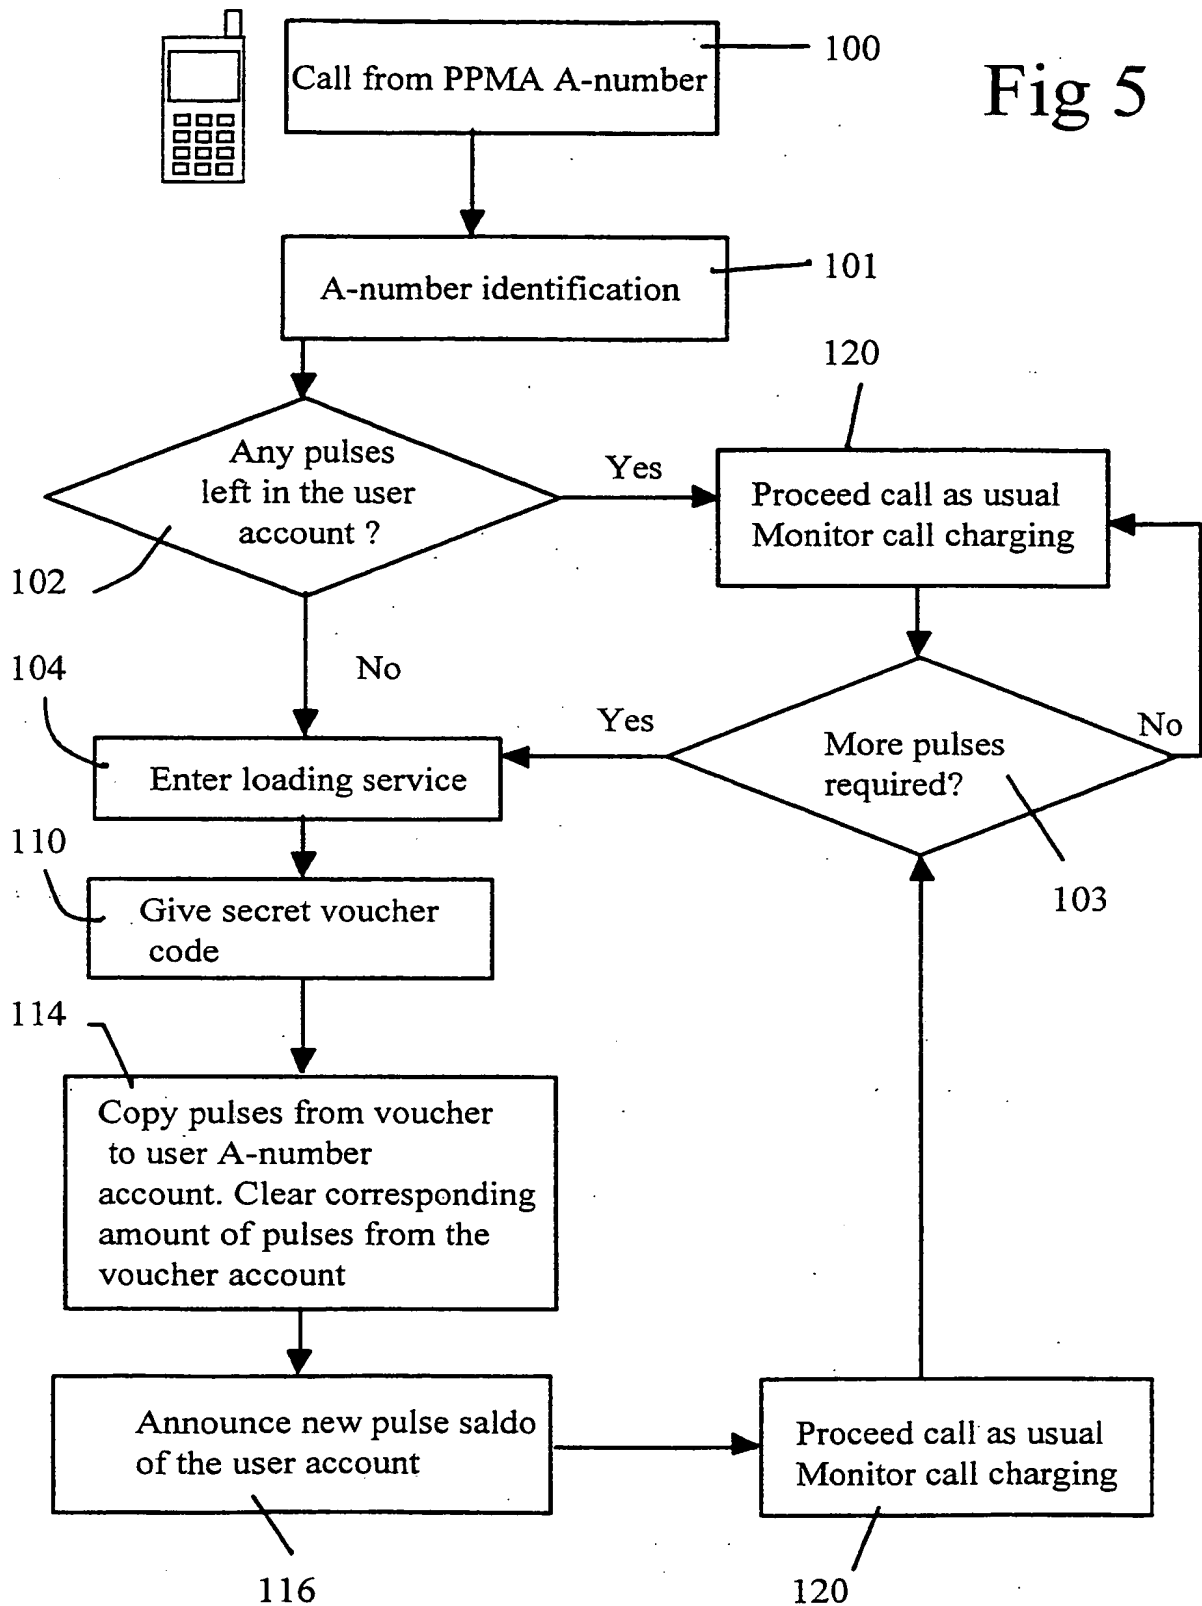 Fig 5
100
Call from PPMA A-number
101
A-number identification
120
Any pulses
left in the user
account ?
Yes
Proceed call as usual
Monitor call charging
102
No
104
Yes
No
More pulses
required?
Enter loading service
103
110
Give secret voucher
code
114
Copy pulses from voucher
to user A-number
account. Clear corresponding
amount of pulses from the
voucher account
Announce new pulse saldo
of the user account
Proceed call as usual
Monitor call charging
116
120